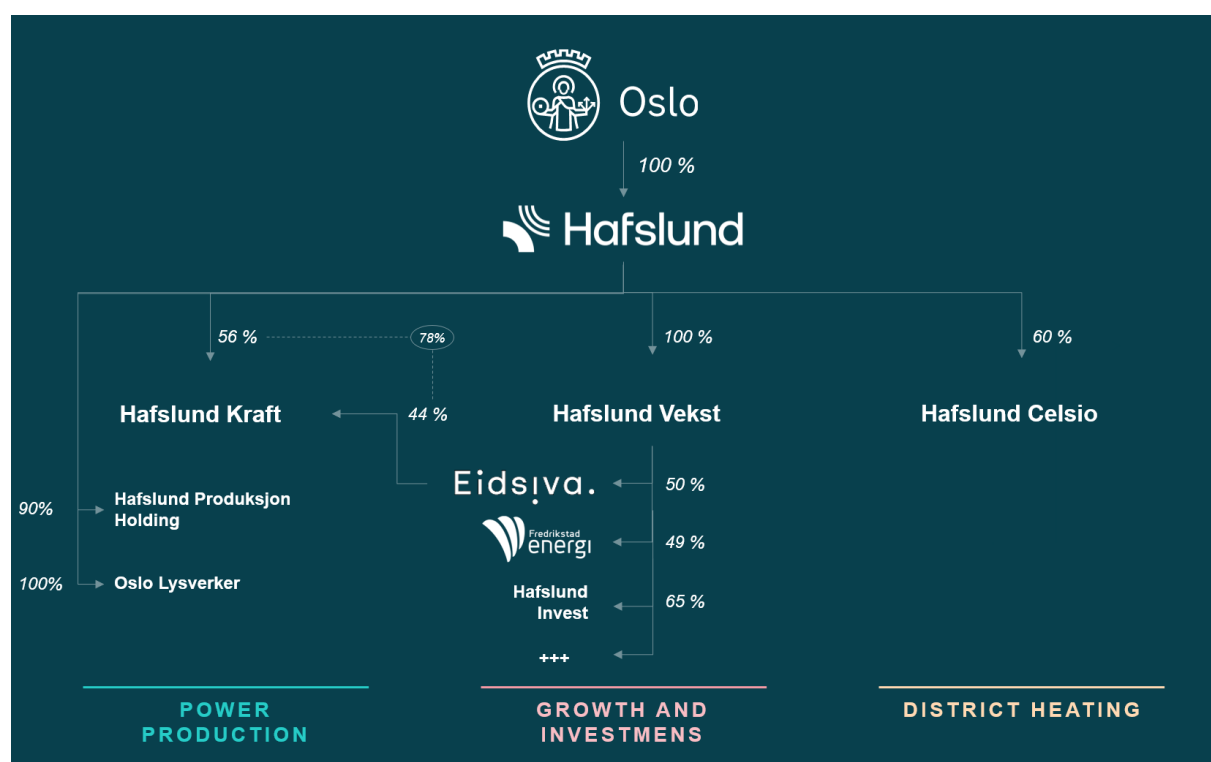 Oslo
100 %
Hafslund
56 %
78%
100 %
60 %
Hafslund Kraft
44 %
Hafslund Vekst
Hafslund Celsio
Eidsiva.
50 %
90%
Hafslund Produksjon
Holding
Fredrikstad
energi
49 %
100%
Oslo Lysverker
Hafslund
Invest
65 %
+++
POWER
PRODUCTION
GROWTH AND
INVESTMENS
DISTRICT HEATING